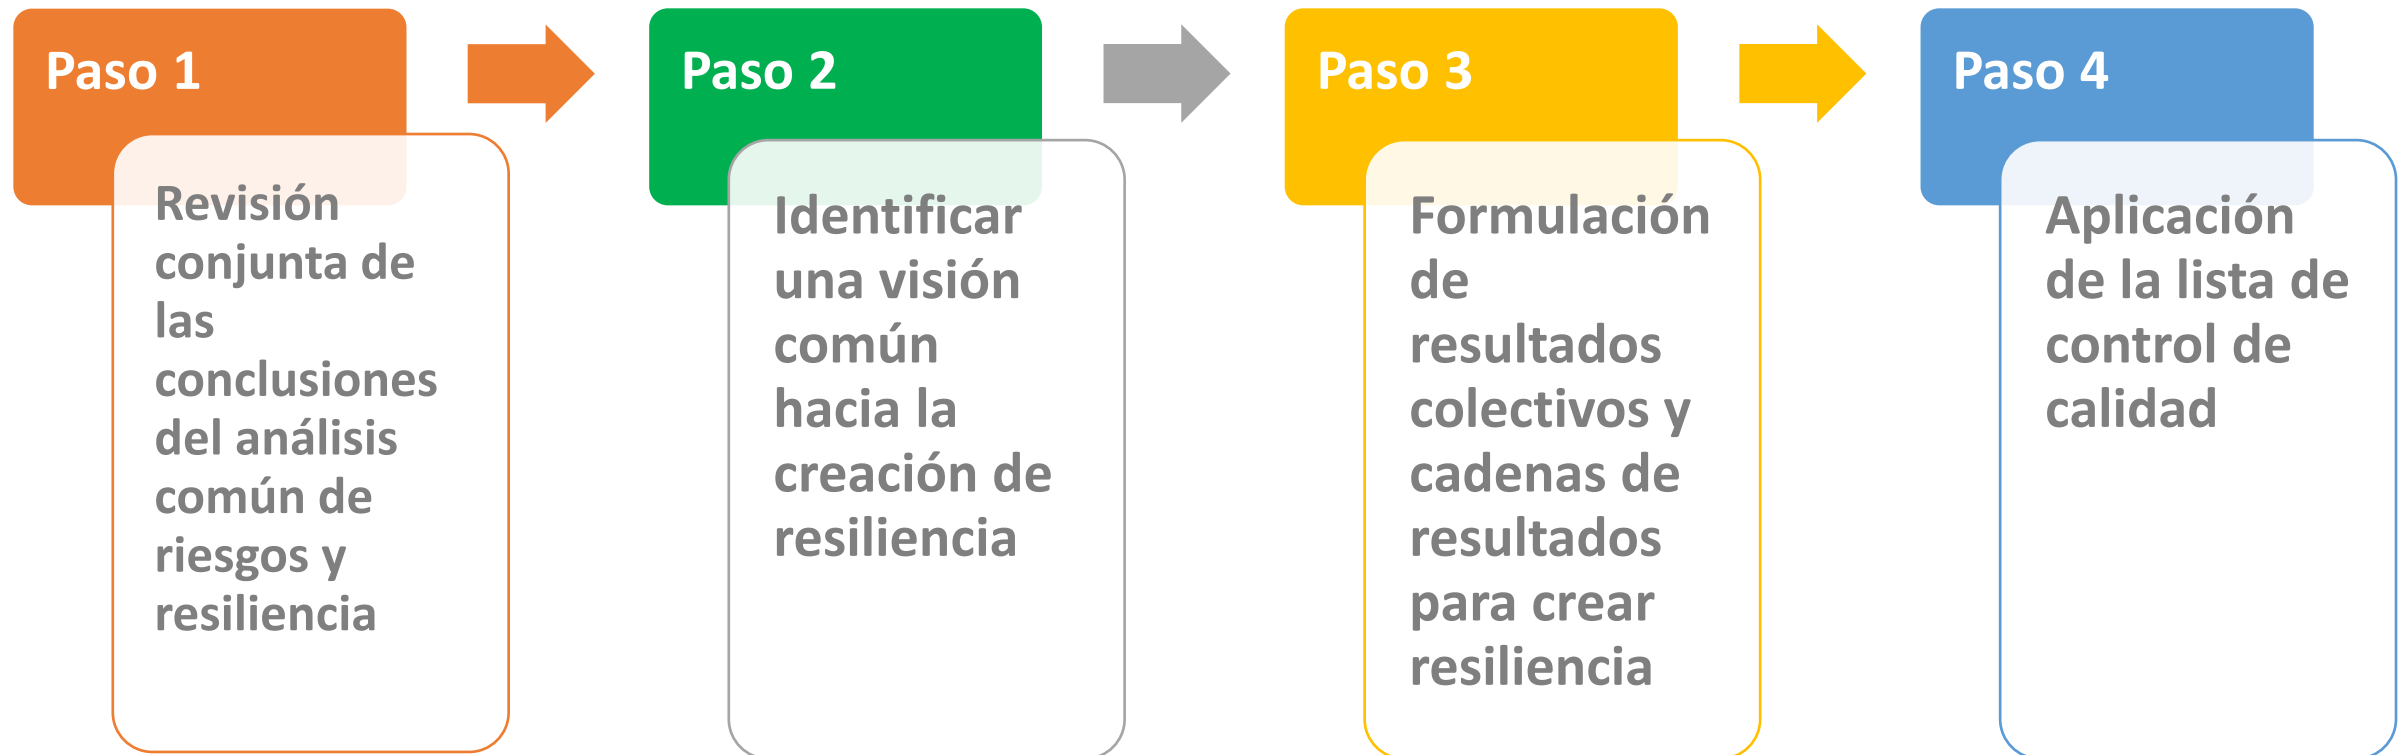 Paso 1
Revisión
conjunta de
las
conclusiones
del análisis
común de
riesgos y
resiliencia
Paso 2
Identificar
una visión
común
hacia la
creación de
resiliencia
Paso 3
Formulación
de
resultados
colectivos y
cadenas de
resultados
para crear
resiliencia
Paso 4
Aplicación
de la lista de
control de
calidad